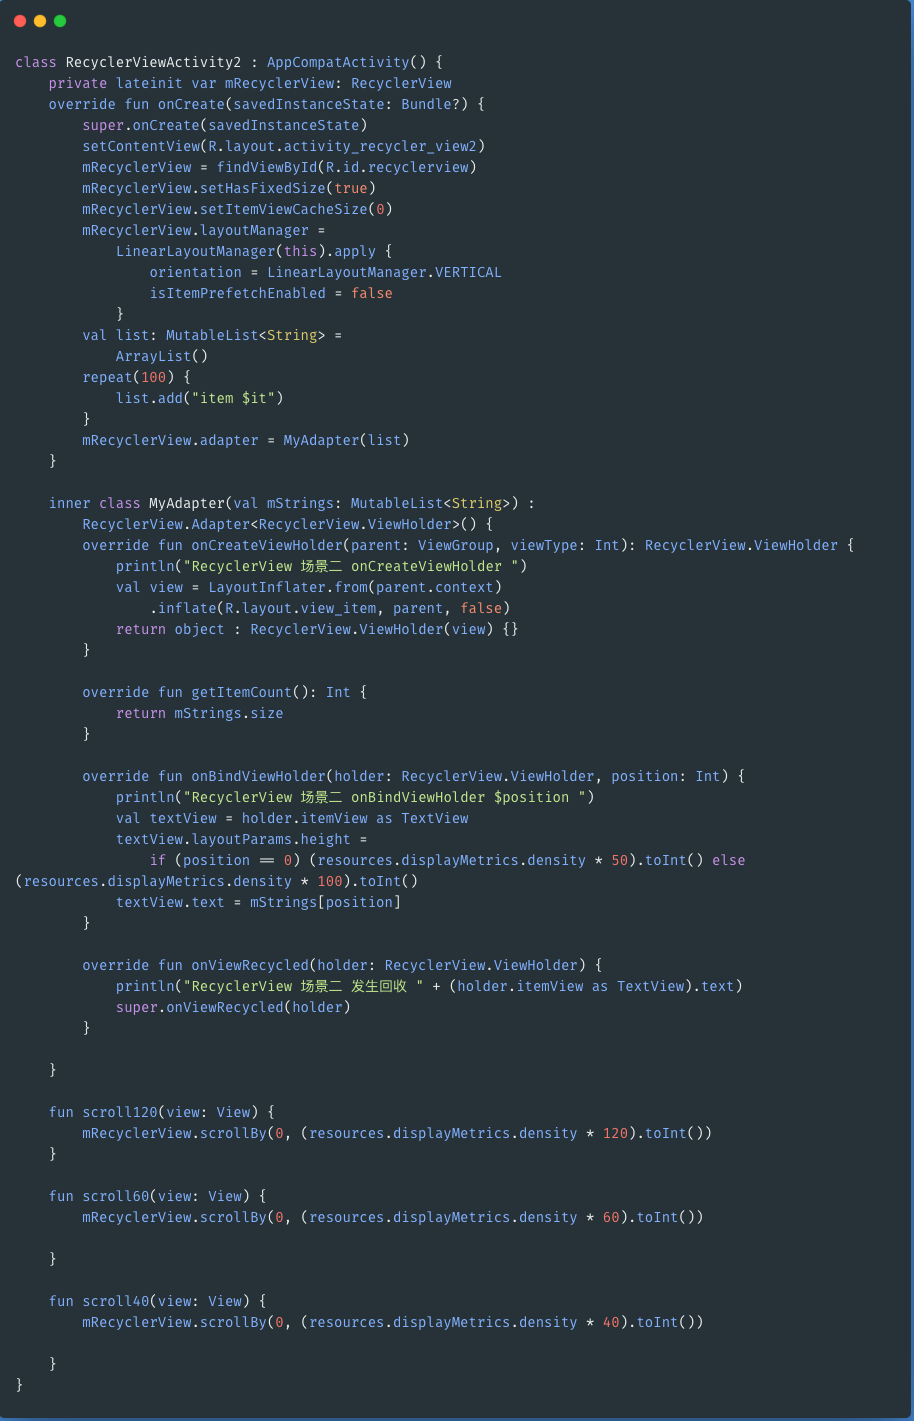 class RecyclerViewActivity2 : AppCompatActivity() {
    private lateinit var mRecyclerView: RecyclerView
    override fun onCreate(savedInstanceState: Bundle?) {
        super.onCreate(savedInstanceState)
        setContentView(R.layout.activity_recycler_view2)
        mRecyclerView = findViewById(R.id.recyclerview)
        mRecyclerView.setHasFixedSize(true)
        mRecyclerView.setItemViewCacheSize(0)
        mRecyclerView.layoutManager =
            LinearLayoutManager(this).apply {
                orientation = LinearLayoutManager.VERTICAL
                isItemPrefetchEnabled = false
            }
        val list: MutableList<String> =
            ArrayList()
        repeat(100) {
            list.add("item $it")
        }
        mRecyclerView.adapter = MyAdapter(list)
    }

    inner class MyAdapter(val mStrings: MutableList<String>) :
        RecyclerView.Adapter<RecyclerView.ViewHolder>() {
        override fun onCreateViewHolder(parent: ViewGroup, viewType: Int): RecyclerView.ViewHolder {
            println("RecyclerView 场景二 onCreateViewHolder ")
            val view = LayoutInflater.from(parent.context)
                .inflate(R.layout.view_item, parent, false)
            return object : RecyclerView.ViewHolder(view) {}
        }

        override fun getItemCount(): Int {
            return mStrings.size
        }

        override fun onBindViewHolder(holder: RecyclerView.ViewHolder, position: Int) {
            println("RecyclerView 场景二 onBindViewHolder $position ")
            val textView = holder.itemView as TextView
            textView.layoutParams.height =
                if (position == 0) (resources.displayMetrics.density * 50).toInt() else
(resources.displayMetrics.density * 100).toInt()
            textView.text = mStrings[position]
        }

        override fun onViewRecycled(holder: RecyclerView.ViewHolder) {
            println("RecyclerView 场景二 发生回收 " + (holder.itemView as TextView).text)
            super.onViewRecycled(holder)
        }

    }

    fun scroll120(view: View) {
        mRecyclerView.scrollBy(0, (resources.displayMetrics.density * 120).toInt())
    }

    fun scroll60(view: View) {
        mRecyclerView.scrollBy(0, (resources.displayMetrics.density * 60).toInt())

    }

    fun scroll40(view: View) {
        mRecyclerView.scrollBy(0, (resources.displayMetrics.density * 40).toInt())

    }
}